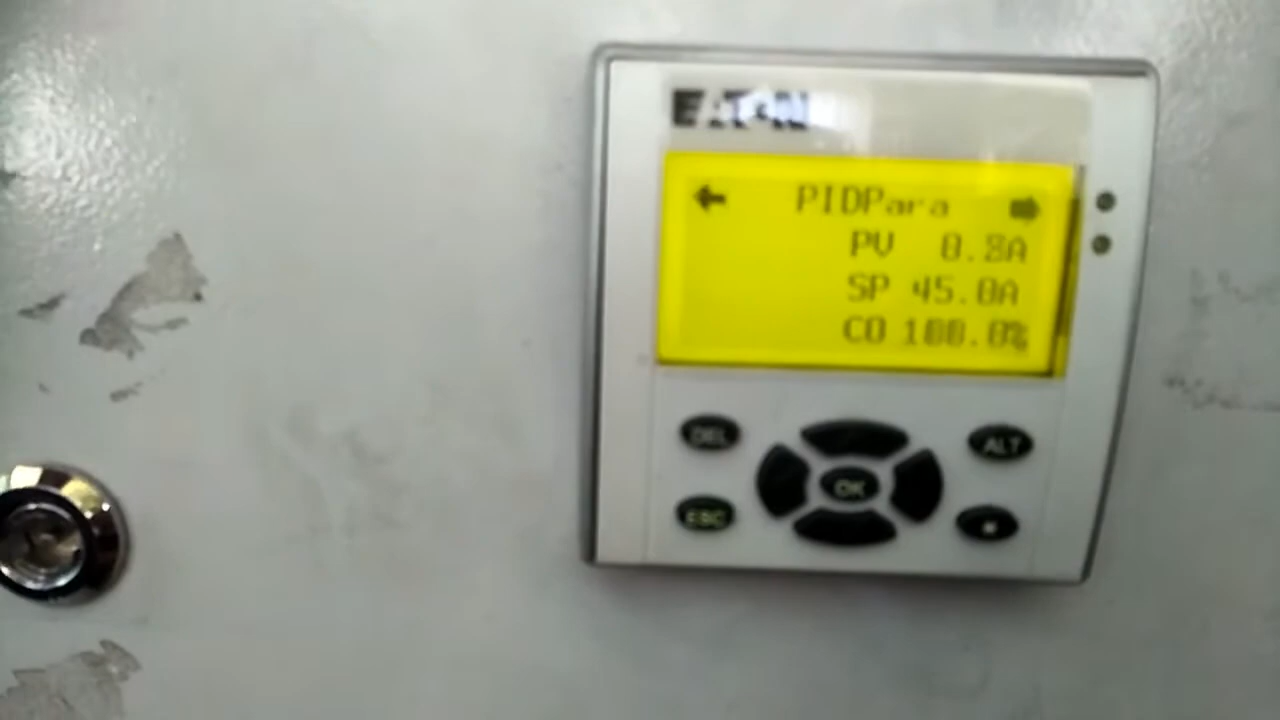 EATON
PIDPara
PV 0.8A
SP 45.0A
CO 100.0%
DEL
ALT
OK
ESC